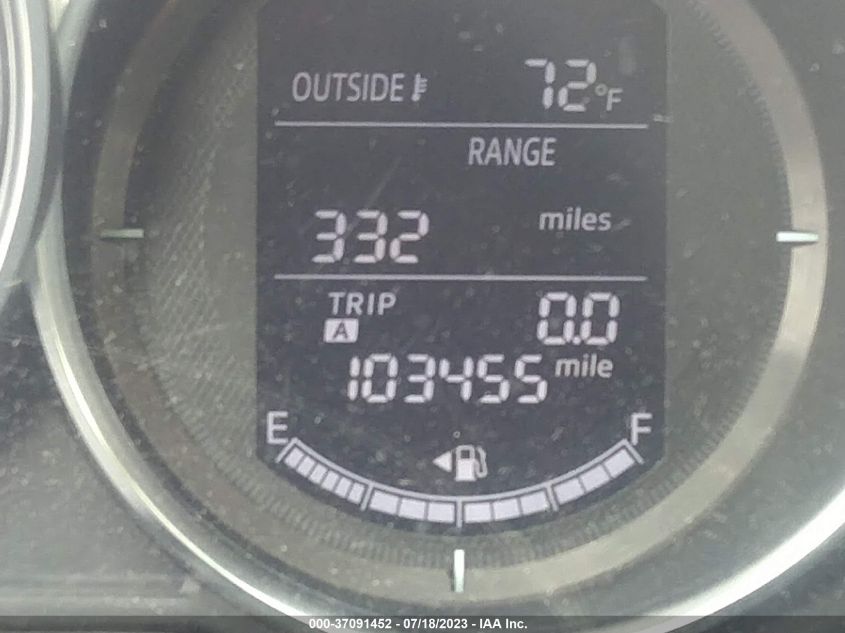 OUTSIDE 72°F
RANGE
332 miles
TRIP A 0.0
103455 mile
E F
000-37091452 - 07/18/2023 - IAA Inc.